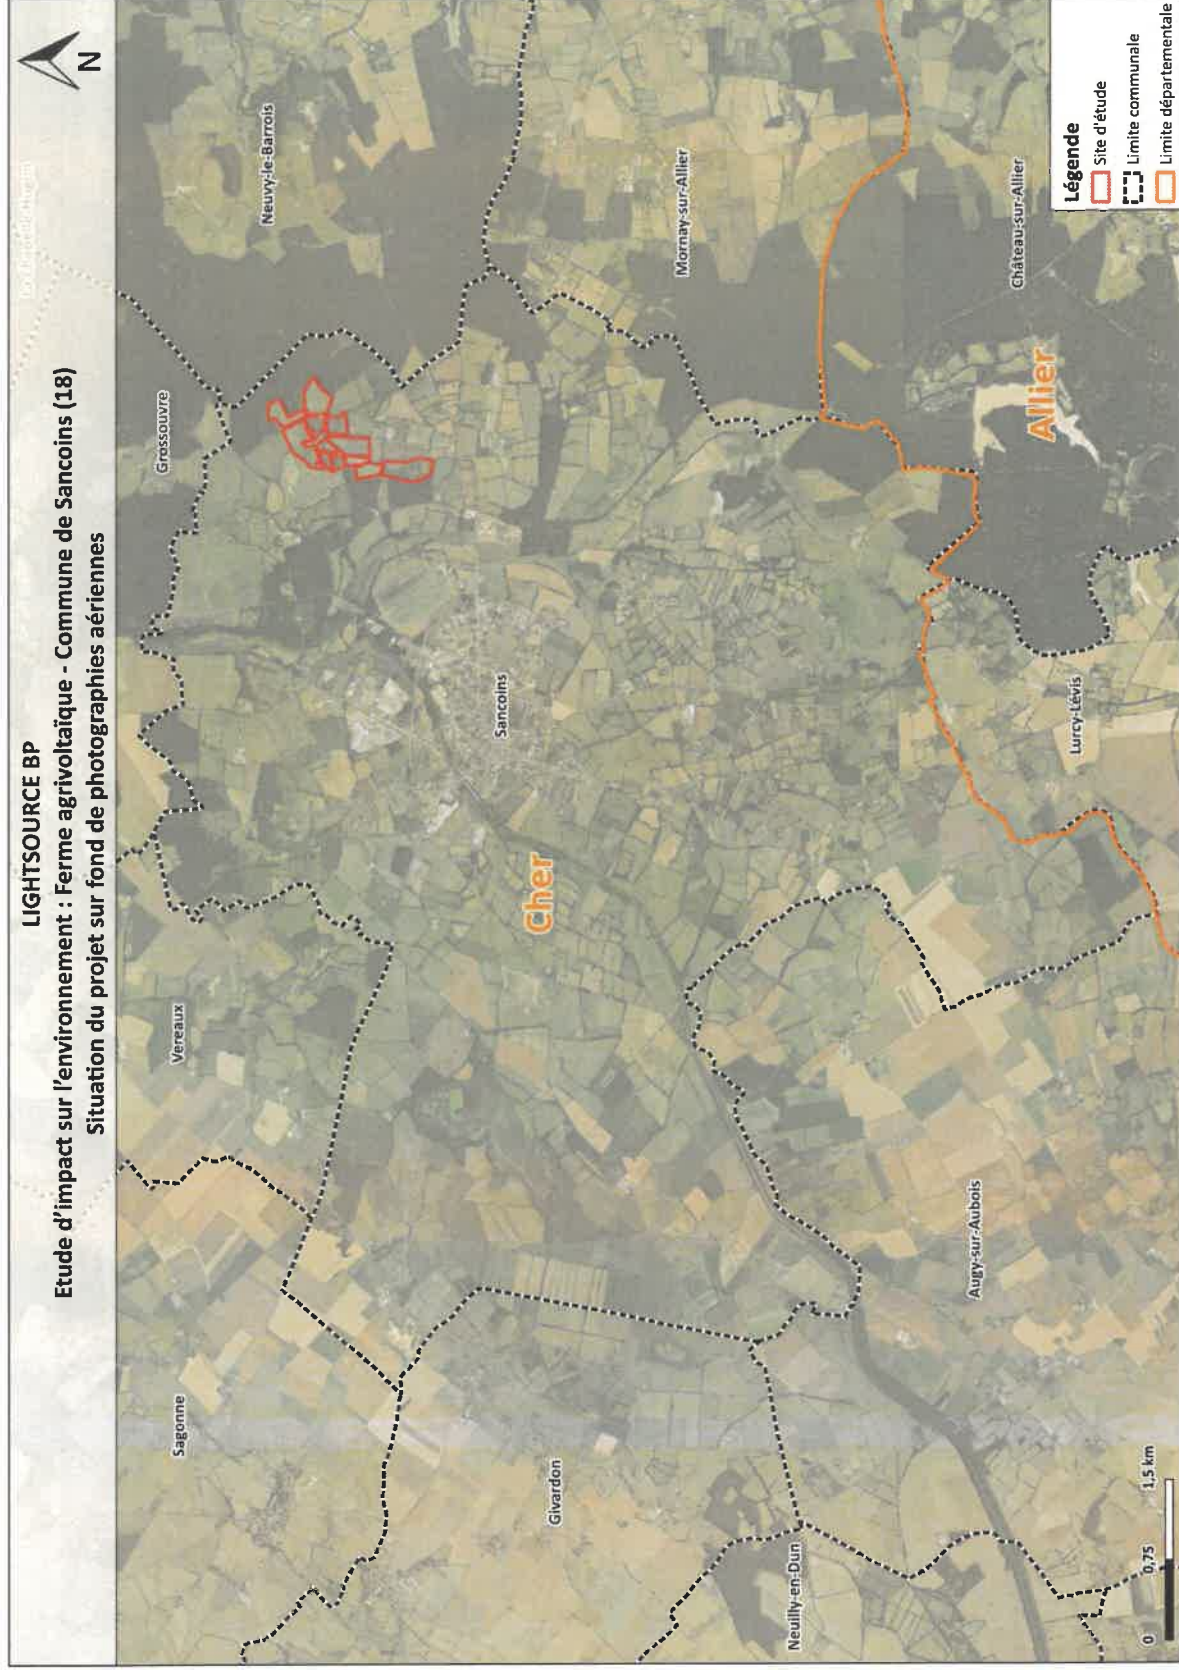 LIGHTSOURCE BP
Etude d'impact sur l'environnement : Ferme agrivoltaïque - Commune de Sancoins (18)
Situation du projet sur fond de photographies aériennes
N
Sagonne
Vereaux
Grossouvre
Neuvy-le-Barrois
Givardon
Cher
Sancoins
Mornay-sur-Allier
Neuilly-en-Dun
Augy-sur-Aubois
Lurcy-Lévis
Allier
Château-sur-Allier
Légende
Site d'étude
Limite communale
Limite départementale
0 0,75 1,5 km